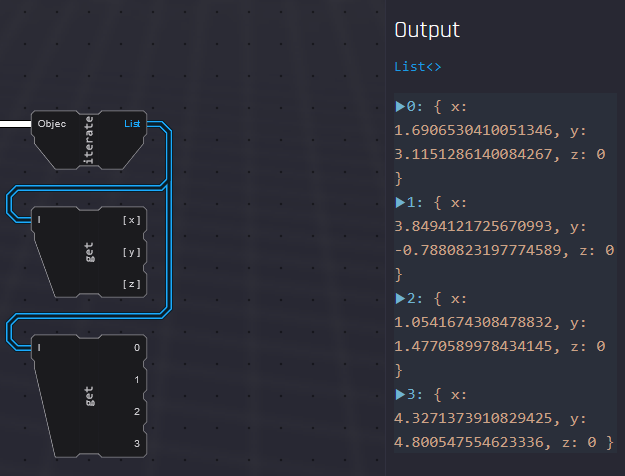 Output
List<>
Objec
List
iterate
▶0: { x:
1.6906530410051346, y:
3.1151286140084267, z: 0
}
▶1: { x:
3.8494121725670993, y:
-0.7880823197774589, z: 0
}
▶2: { x:
1.0541674308478832, y:
1.4770589978434145, z: 0
}
▶3: { x:
4.3271373910829425, y:
4.800547554623336, z: 0 }
l
get
[ x ]
[ y ]
[ z ]
l
get
0
1
2
3